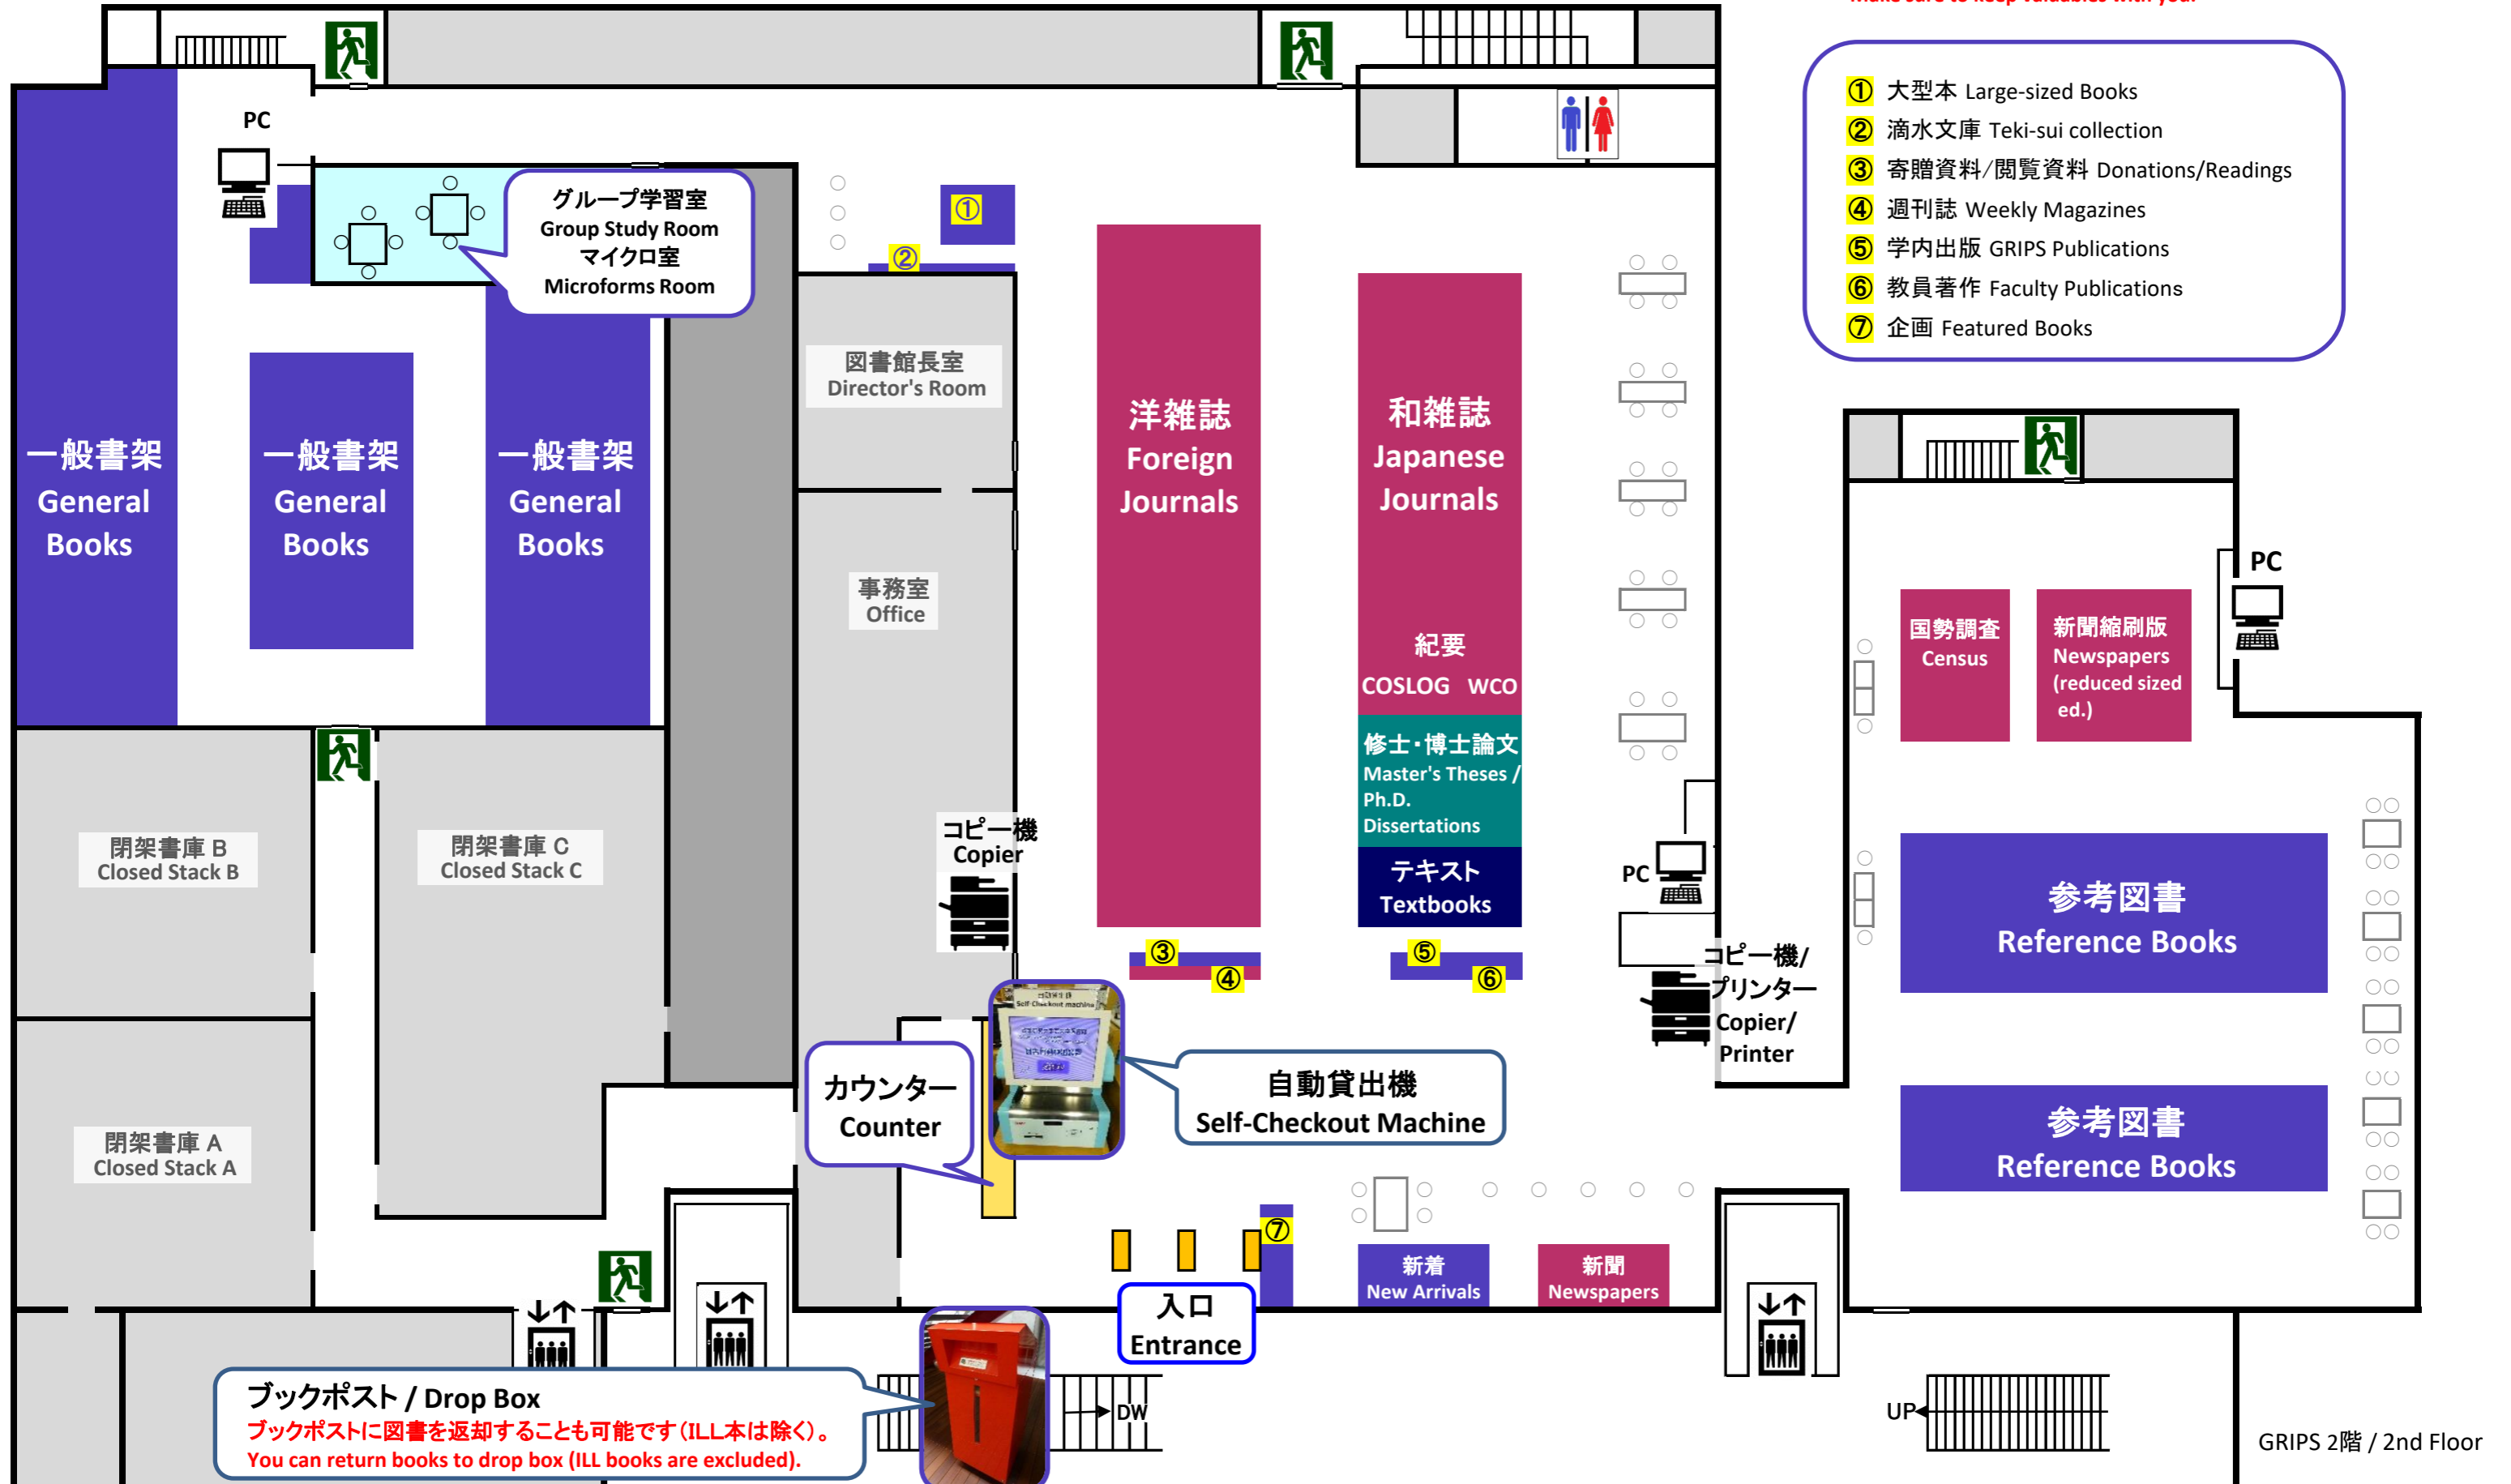 Make sure to keep valuables with you.
① 大型本 Large-sized Books
② 滴水文庫 Teki-sui collection
③ 寄贈資料/閲覧資料 Donations/Readings
④ 週刊誌 Weekly Magazines
⑤ 学内出版 GRIPS Publications
⑥ 教員著作 Faculty Publications
⑦ 企画 Featured Books
PC
グループ学習室
Group Study Room
マイクロ室
Microforms Room
①
②
図書館長室
Director's Room
一般書架
General
Books
一般書架
General
Books
一般書架
General
Books
洋雑誌
Foreign
Journals
和雑誌
Japanese
Journals
紀要
COSLOG WCO
修士・博士論文
Master's Theses /
Ph.D.
Dissertations
テキスト
Textbooks
事務室
Office
国勢調査
Census
新聞縮刷版
Newspapers
(reduced sized
ed.)
PC
閉架書庫 B
Closed Stack B
閉架書庫 C
Closed Stack C
コピー機
Copier
PC
参考図書
Reference Books
③
④
⑤
⑥
コピー機/
プリンター
Copier/
Printer
Self-Checkout machine
カウンター
Counter
自動貸出機
Self-Checkout Machine
閉架書庫 A
Closed Stack A
参考図書
Reference Books
⑦
新着
New Arrivals
新聞
Newspapers
入口
Entrance
ブックポスト / Drop Box
ブックポストに図書を返却することも可能です(ILL本は除く)。
You can return books to drop box (ILL books are excluded).
DW
UP
GRIPS 2階 / 2nd Floor